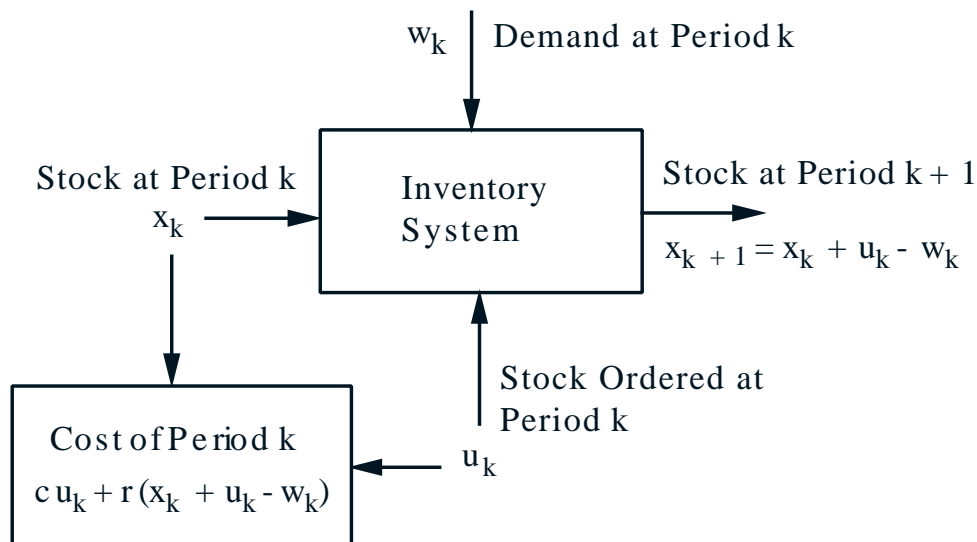 w_k Demand at Period k
Stock at Period k
x_k
Inventory
System
Stock at Period k + 1
x_{k + 1} = x_k + u_k - w_k
Stock Ordered at
Period k
u_k
Cost of Period k
c u_k + r (x_k + u_k - w_k)